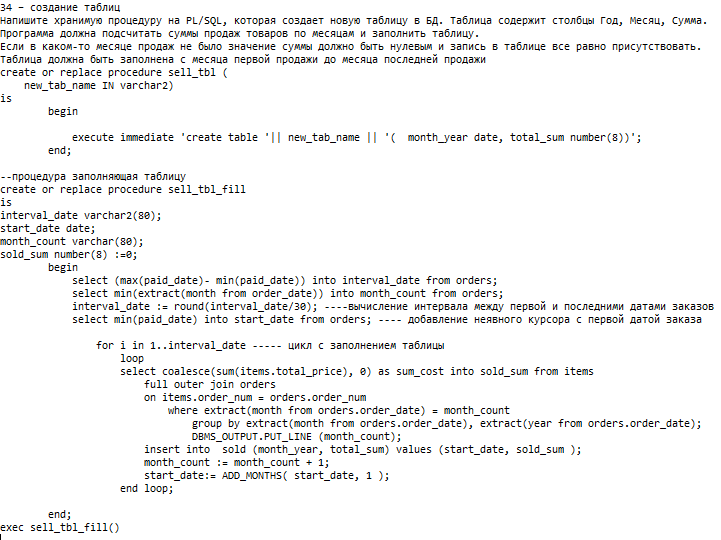 34 – создание таблиц
Напишите хранимую процедуру на PL/SQL, которая создает новую таблицу в БД. Таблица содержит столбцы Год, Месяц, Сумма.
Программа должна подсчитать суммы продаж товаров по месяцам и заполнить таблицу.
Если в каком-то месяце продаж не было значение суммы должно быть нулевым и запись в таблице все равно присутствовать.
Таблица должна быть заполнена с месяца первой продажи до месяца последней продажи
create or replace procedure sell_tbl (
    new_tab_name IN varchar2)
is
        begin
            execute immediate 'create table '|| new_tab_name || '(  month_year date, total_sum number(8))';
        end;
--процедура заполняющая таблицу
create or replace procedure sell_tbl_fill
is
interval_date varchar2(80);
start_date date;
month_count varchar(80);
sold_sum number(8) :=0;
        begin
            select (max(paid_date)- min(paid_date)) into interval_date from orders;
            select min(extract(month from order_date)) into month_count from orders;
            interval_date := round(interval_date/30); ----вычисление интервала между первой и последними датами заказов
            select min(paid_date) into start_date from orders; ---- добавление неявного курсора с первой датой заказа
                for i in 1..interval_date ----- цикл с заполнением таблицы
                    loop
                    select coalesce(sum(items.total_price), 0) as sum_cost into sold_sum from items
                        full outer join orders
                        on items.order_num = orders.order_num
                            where extract(month from orders.order_date) = month_count
                                group by extract(month from orders.order_date), extract(year from orders.order_date);
                                DBMS_OUTPUT.PUT_LINE (month_count);
                        insert into  sold (month_year, total_sum) values (start_date, sold_sum );
                        month_count := month_count + 1;
                        start_date:= ADD_MONTHS( start_date, 1 );
                    end loop;
        end;
exec sell_tbl_fill()